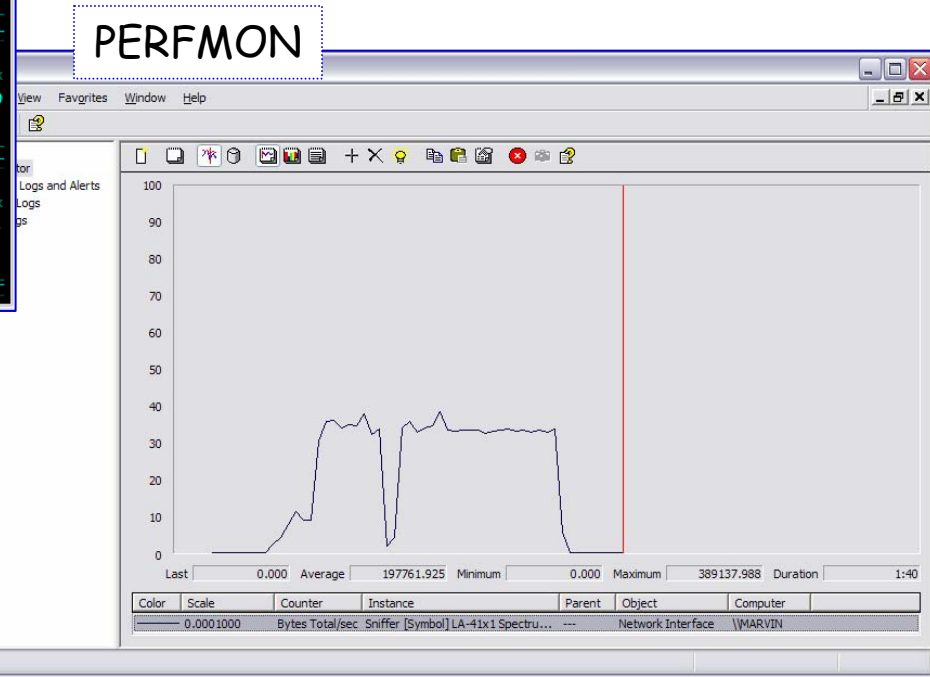 PERFMON
View Favorites Window Help
tor
Logs and Alerts
Logs
gs
100
90
80
70
60
50
40
30
20
10
0
Last 0.000 Average 197761.925 Minimum 0.000 Maximum 389137.988 Duration 1:40
Color Scale Counter Instance Parent Object Computer
0.0001000 Bytes Total/sec Sniffer [Symbol] LA-41x1 Spectru... --- Network Interface \\MARVIN